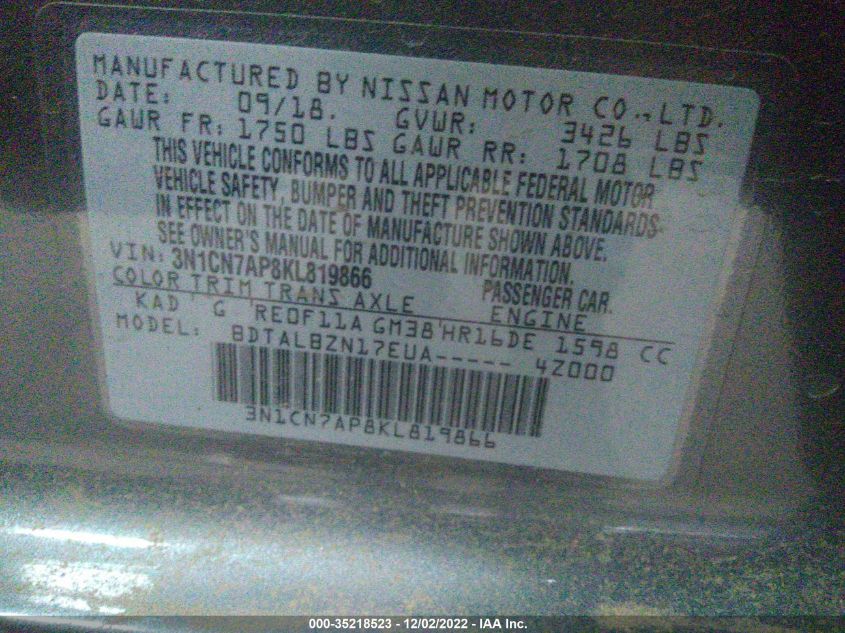 MANUFACTURED BY NISSAN MOTOR CO.,LTD.
DATE: 09/18. GVWR: 3426 LBS
GAWR FR: 1750 LBS GAWR RR: 1708 LBS
THIS VEHICLE CONFORMS TO ALL APPLICABLE FEDERAL MOTOR
VEHICLE SAFETY, BUMPER AND THEFT PREVENTION STANDARDS
IN EFFECT ON THE DATE OF MANUFACTURE SHOWN ABOVE.
SEE OWNER'S MANUAL FOR ADDITIONAL INFORMATION.
VIN: 3N1CN7AP8KL819866 PASSENGER CAR.
COLOR TRIM TRANS AXLE ENGINE
KAD G RE0F11A GM38 HR16DE 1598 CC
MODEL: BDTALBZN17EUA----- 4Z000
3N1CN7AP8KL819866
000-35218523 - 12/02/2022 - IAA Inc.